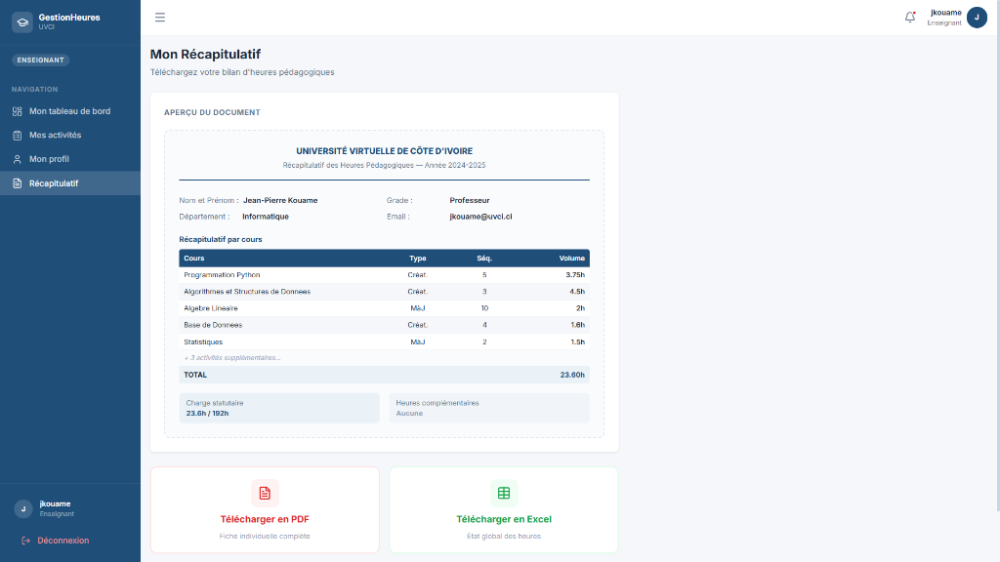 GestionHeures
UVCI
ENSEIGNANT
NAVIGATION
Mon tableau de bord
Mes activités
Mon profil
Récapitulatif
J
jkouame
Enseignant
Déconnexion
jkouame
Enseignant
J
Mon Récapitulatif
Téléchargez votre bilan d'heures pédagogiques
APERÇU DU DOCUMENT
UNIVERSITÉ VIRTUELLE DE CÔTE D'IVOIRE
Récapitulatif des Heures Pédagogiques — Année 2024-2025
Nom et Prénom : Jean-Pierre Kouame Grade : Professeur
Département : Informatique Email : jkouame@uvci.ci
Récapitulatif par cours
Cours Type Séq. Volume
Programmation Python Créat. 5 3.75h
Algorithmes et Structures de Donnees Créat. 3 4.5h
Algebre Lineaire MàJ 10 2h
Base de Donnees Créat. 4 1.6h
Statistiques MàJ 2 1.5h
+ 3 activités supplémentaires...
TOTAL 23.60h
Charge statutaire
23.6h / 192h
Heures complémentaires
Aucune
Télécharger en PDF
Fiche individuelle complète
Télécharger en Excel
État global des heures